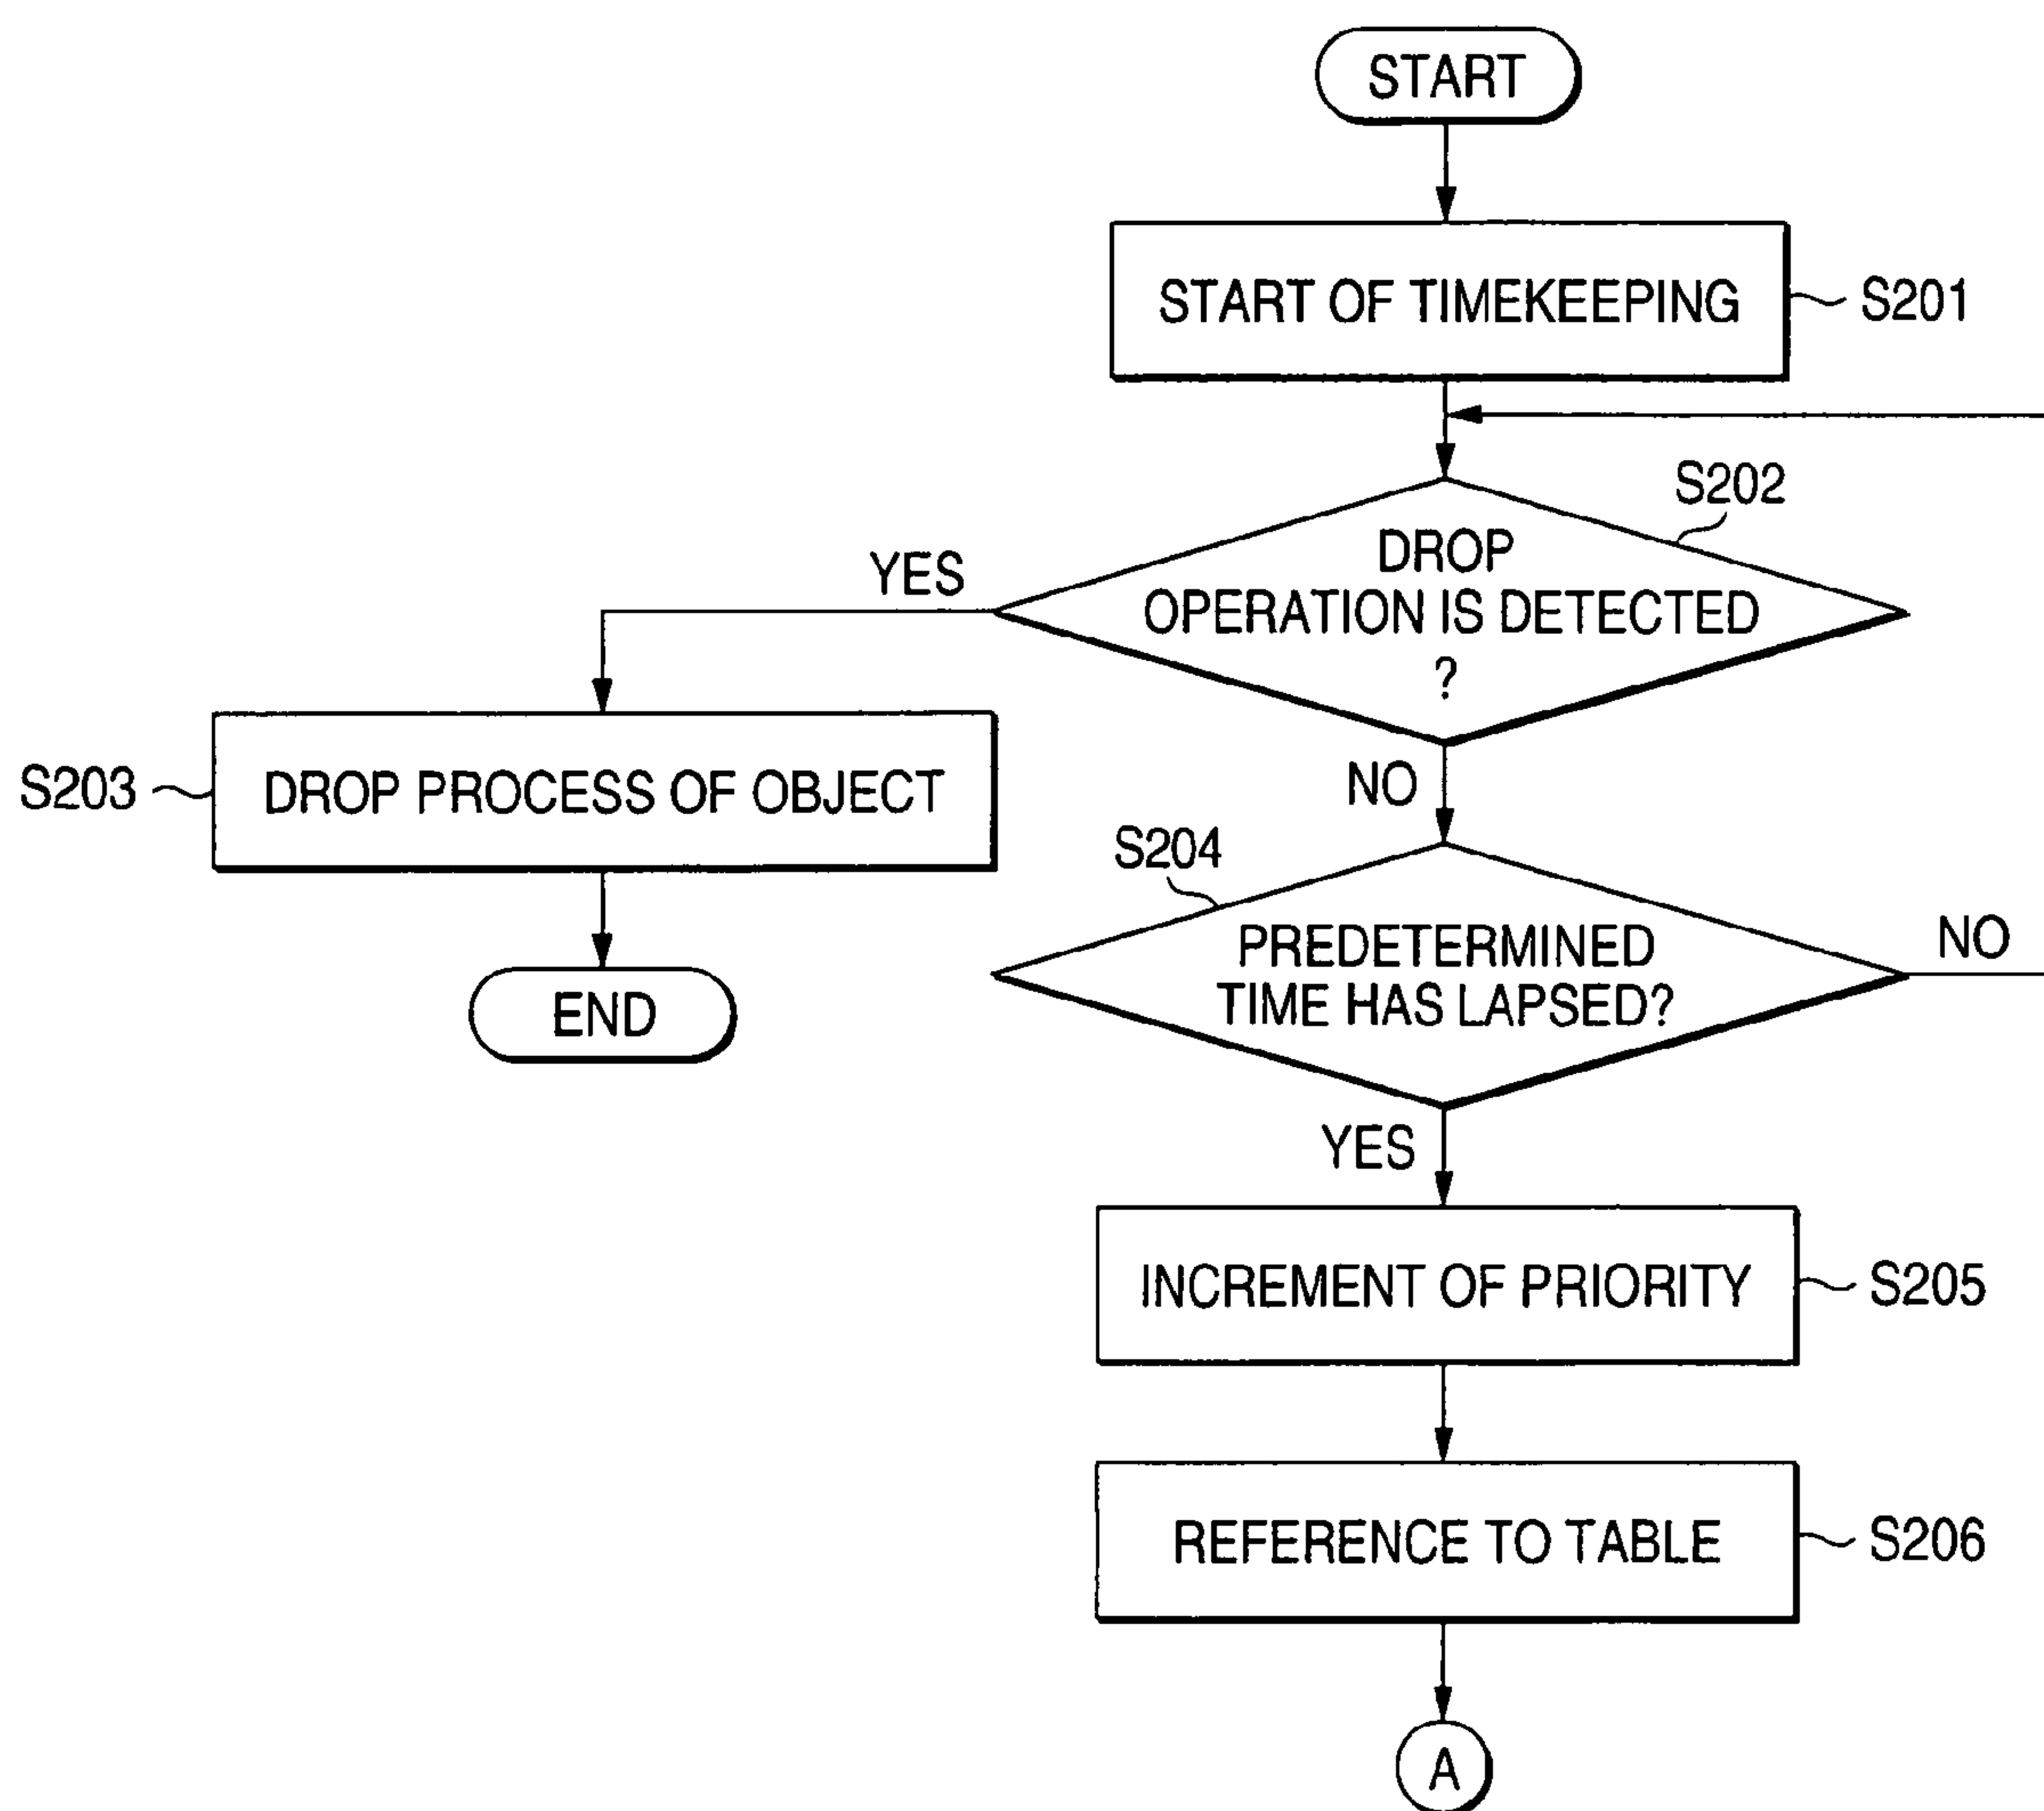 START
START OF TIMEKEEPING
S201
S202
DROP
OPERATION IS DETECTED
?
YES
NO
S203
DROP PROCESS OF OBJECT
END
S204
PREDETERMINED
TIME HAS LAPSED?
NO
YES
INCREMENT OF PRIORITY
S205
REFERENCE TO TABLE
S206
A